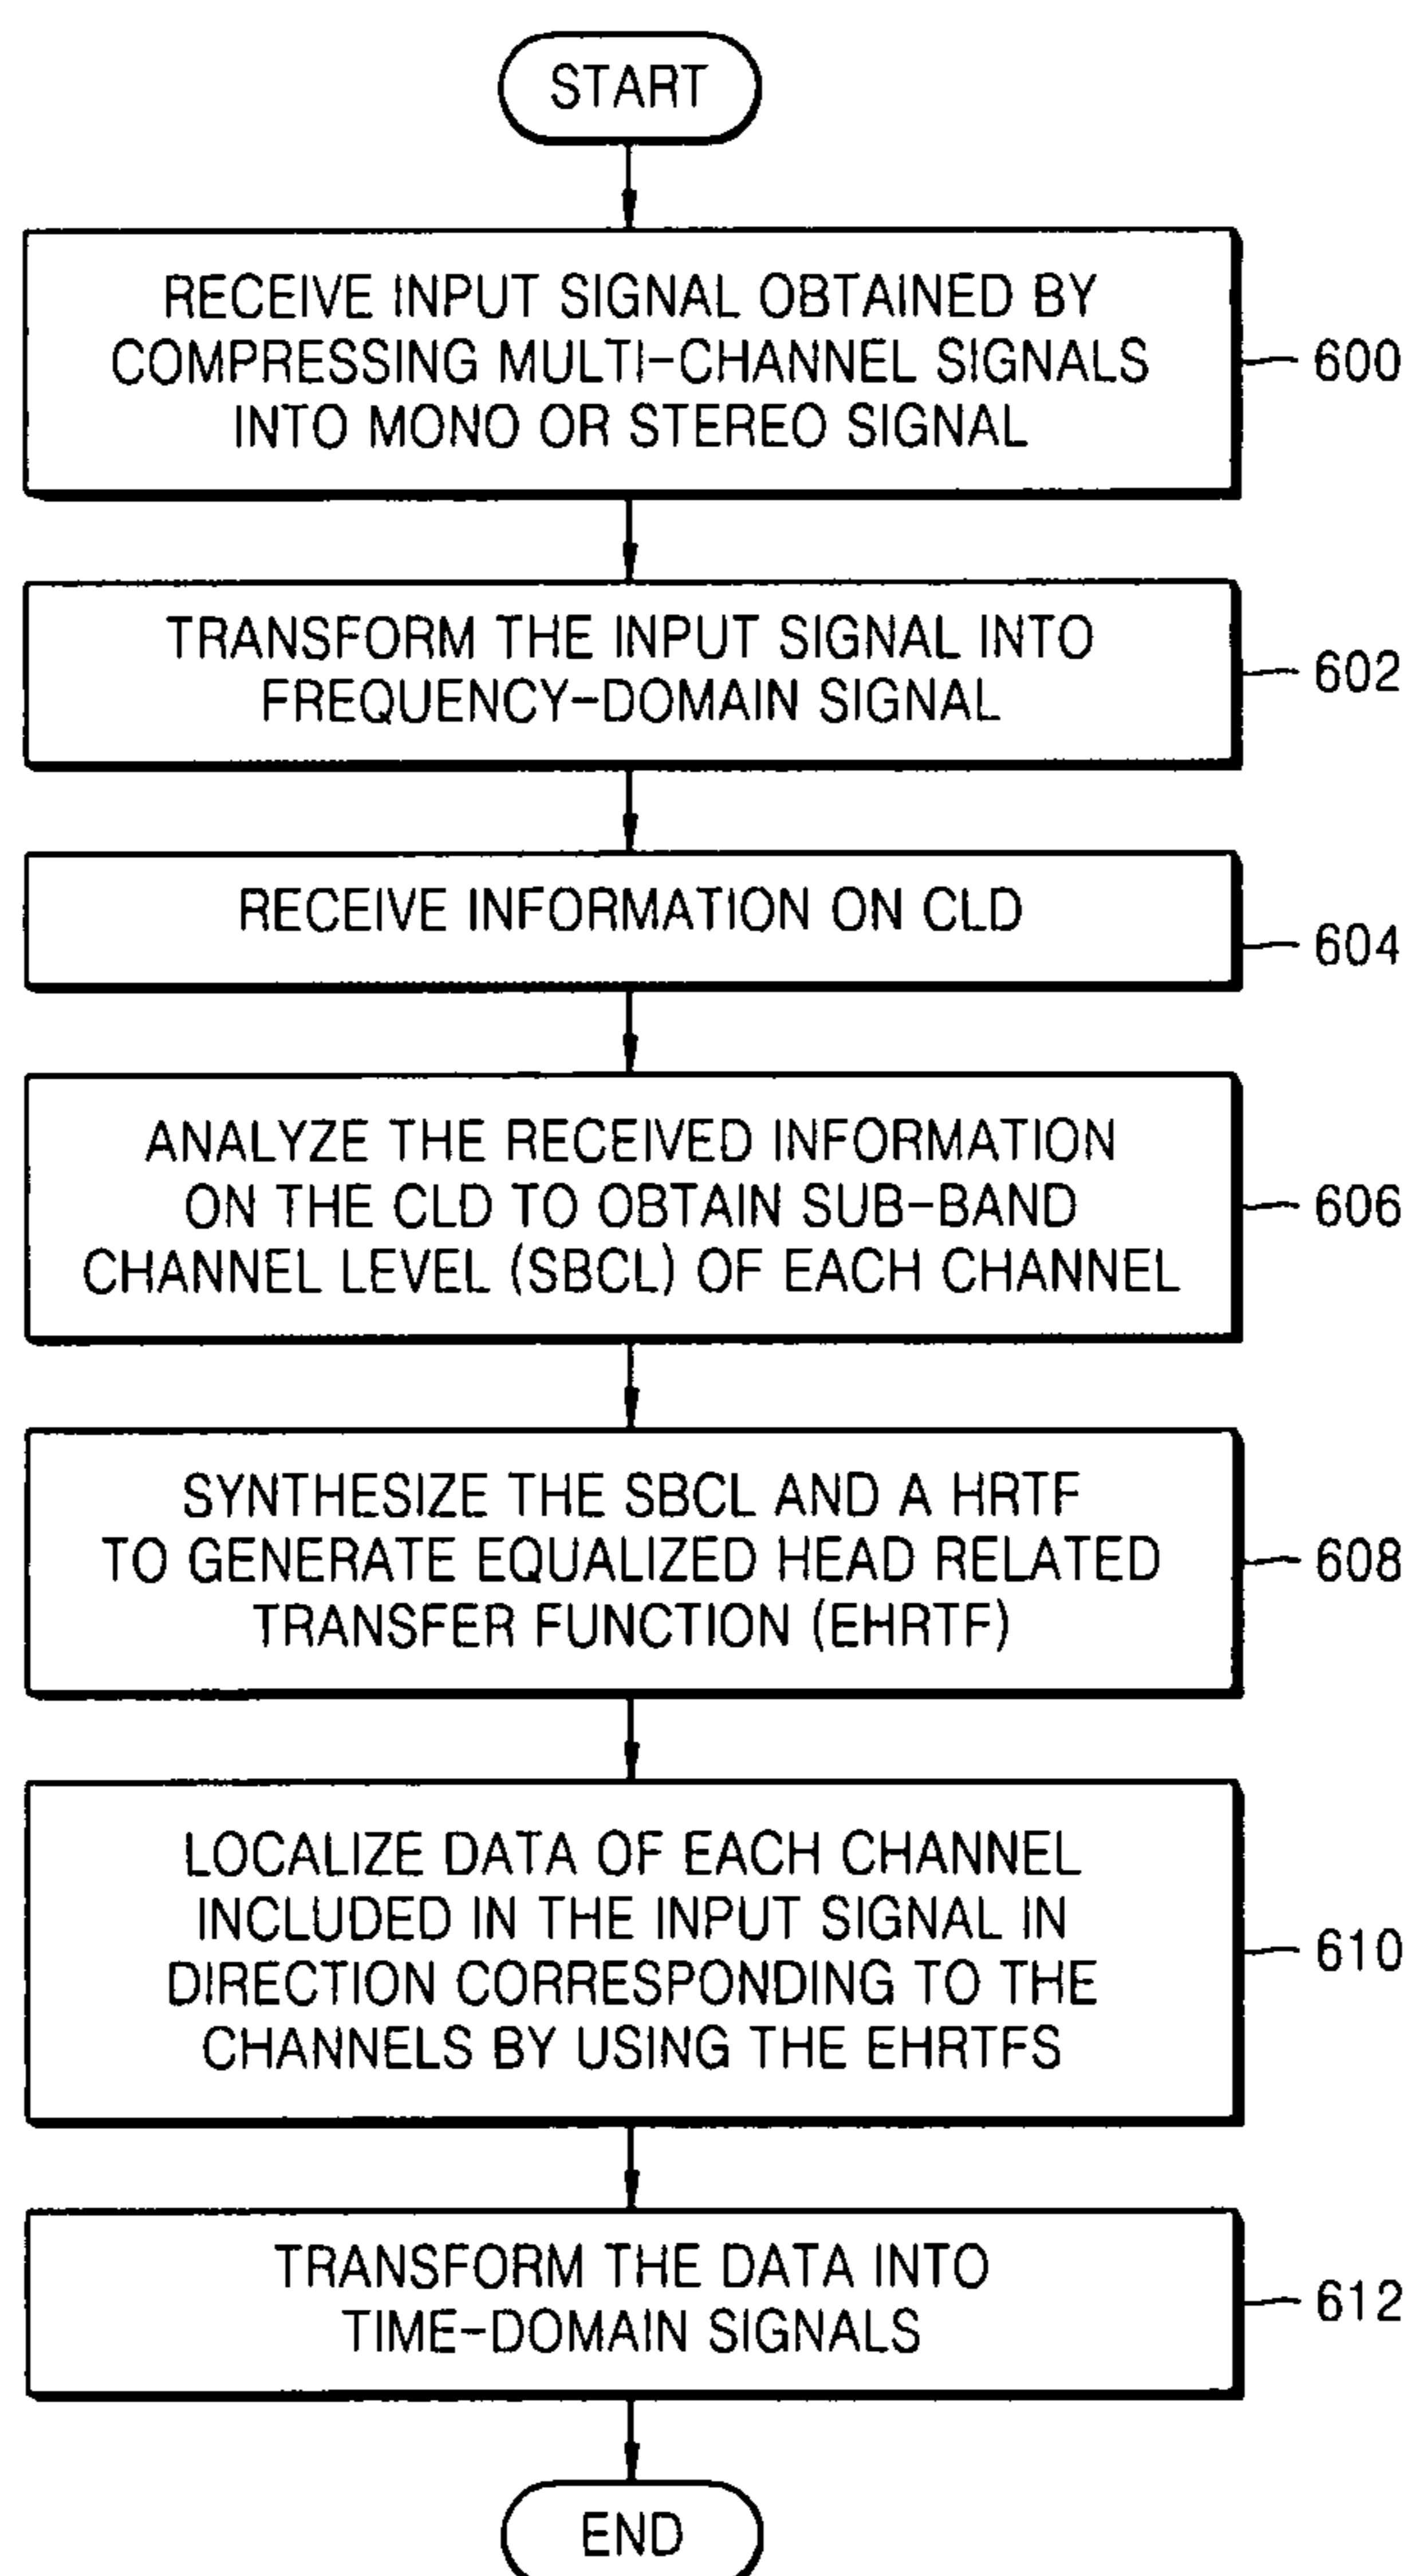 START
RECEIVE INPUT SIGNAL OBTAINED BY
COMPRESSING MULTI-CHANNEL SIGNALS
INTO MONO OR STEREO SIGNAL
600
TRANSFORM THE INPUT SIGNAL INTO
FREQUENCY-DOMAIN SIGNAL
602
RECEIVE INFORMATION ON CLD
604
ANALYZE THE RECEIVED INFORMATION
ON THE CLD TO OBTAIN SUB-BAND
CHANNEL LEVEL (SBCL) OF EACH CHANNEL
606
SYNTHESIZE THE SBCL AND A HRTF
TO GENERATE EQUALIZED HEAD RELATED
TRANSFER FUNCTION (EHRTF)
608
LOCALIZE DATA OF EACH CHANNEL
INCLUDED IN THE INPUT SIGNAL IN
DIRECTION CORRESPONDING TO THE
CHANNELS BY USING THE EHRTFS
610
TRANSFORM THE DATA INTO
TIME-DOMAIN SIGNALS
612
END